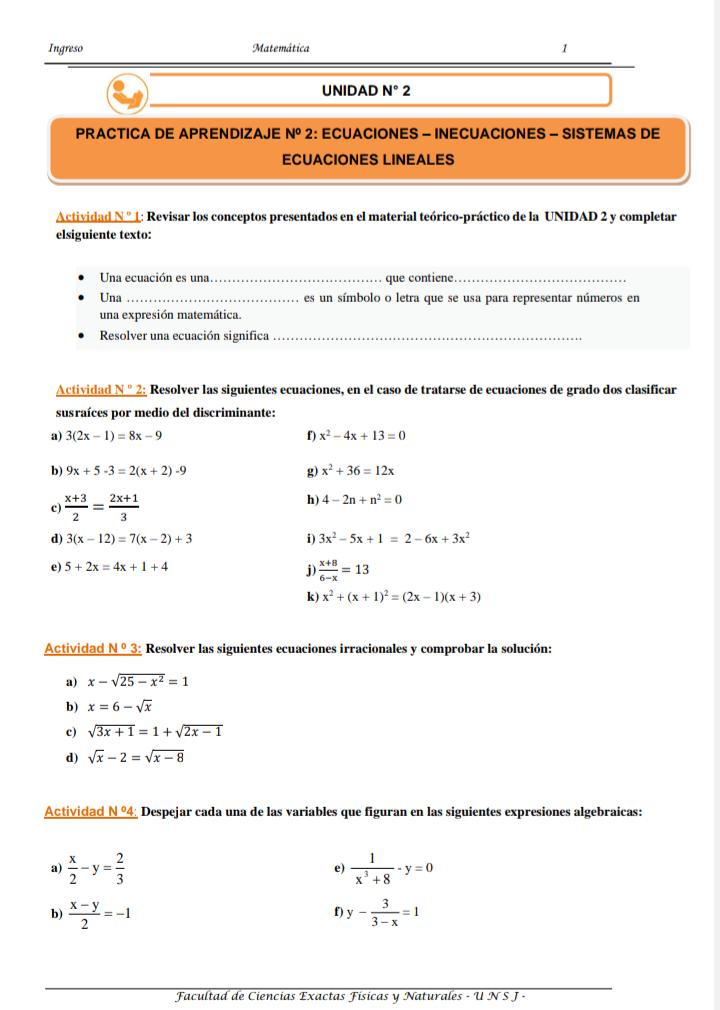 Ingreso Matemática 1
UNIDAD N° 2
PRACTICA DE APRENDIZAJE Nº 2: ECUACIONES – INECUACIONES – SISTEMAS DE
ECUACIONES LINEALES
Actividad N º 1: Revisar los conceptos presentados en el material teórico-práctico de la UNIDAD 2 y completar
elsiguiente texto:
• Una ecuación es una………………………………… que contiene…………………………………
• Una ………………………………… es un símbolo o letra que se usa para representar números en
una expresión matemática.
• Resolver una ecuación significa ……………………………………………………………
Actividad N º 2: Resolver las siguientes ecuaciones, en el caso de tratarse de ecuaciones de grado dos clasificar
susraíces por medio del discriminante:
a) 3(2x – 1) = 8x – 9
b) 9x + 5 -3 = 2(x + 2) -9
c) (x+3)/2 = (2x+1)/3
d) 3(x – 12) = 7(x – 2) + 3
e) 5 + 2x = 4x + 1 + 4
f) x² – 4x + 13 = 0
g) x² + 36 = 12x
h) 4 – 2n + n² = 0
i) 3x² – 5x + 1 = 2 – 6x + 3x²
j) (x+8)/(6−x) = 13
k) x² + (x + 1)² = (2x – 1)(x + 3)
Actividad N º 3: Resolver las siguientes ecuaciones irracionales y comprobar la solución:
a) x − √(25 − x²) = 1
b) x = 6 − √x
c) √(3x + 1) = 1 + √(2x − 1)
d) √x − 2 = √(x − 8)
Actividad N º4: Despejar cada una de las variables que figuran en las siguientes expresiones algebraicas:
a) x/2 − y = 2/3
b) (x − y)/2 = −1
e) 1/(x³ + 8) - y = 0
f) y − 3/(3 − x) = 1
Facultad de Ciencias Exactas Físicas y Naturales - U N S J -